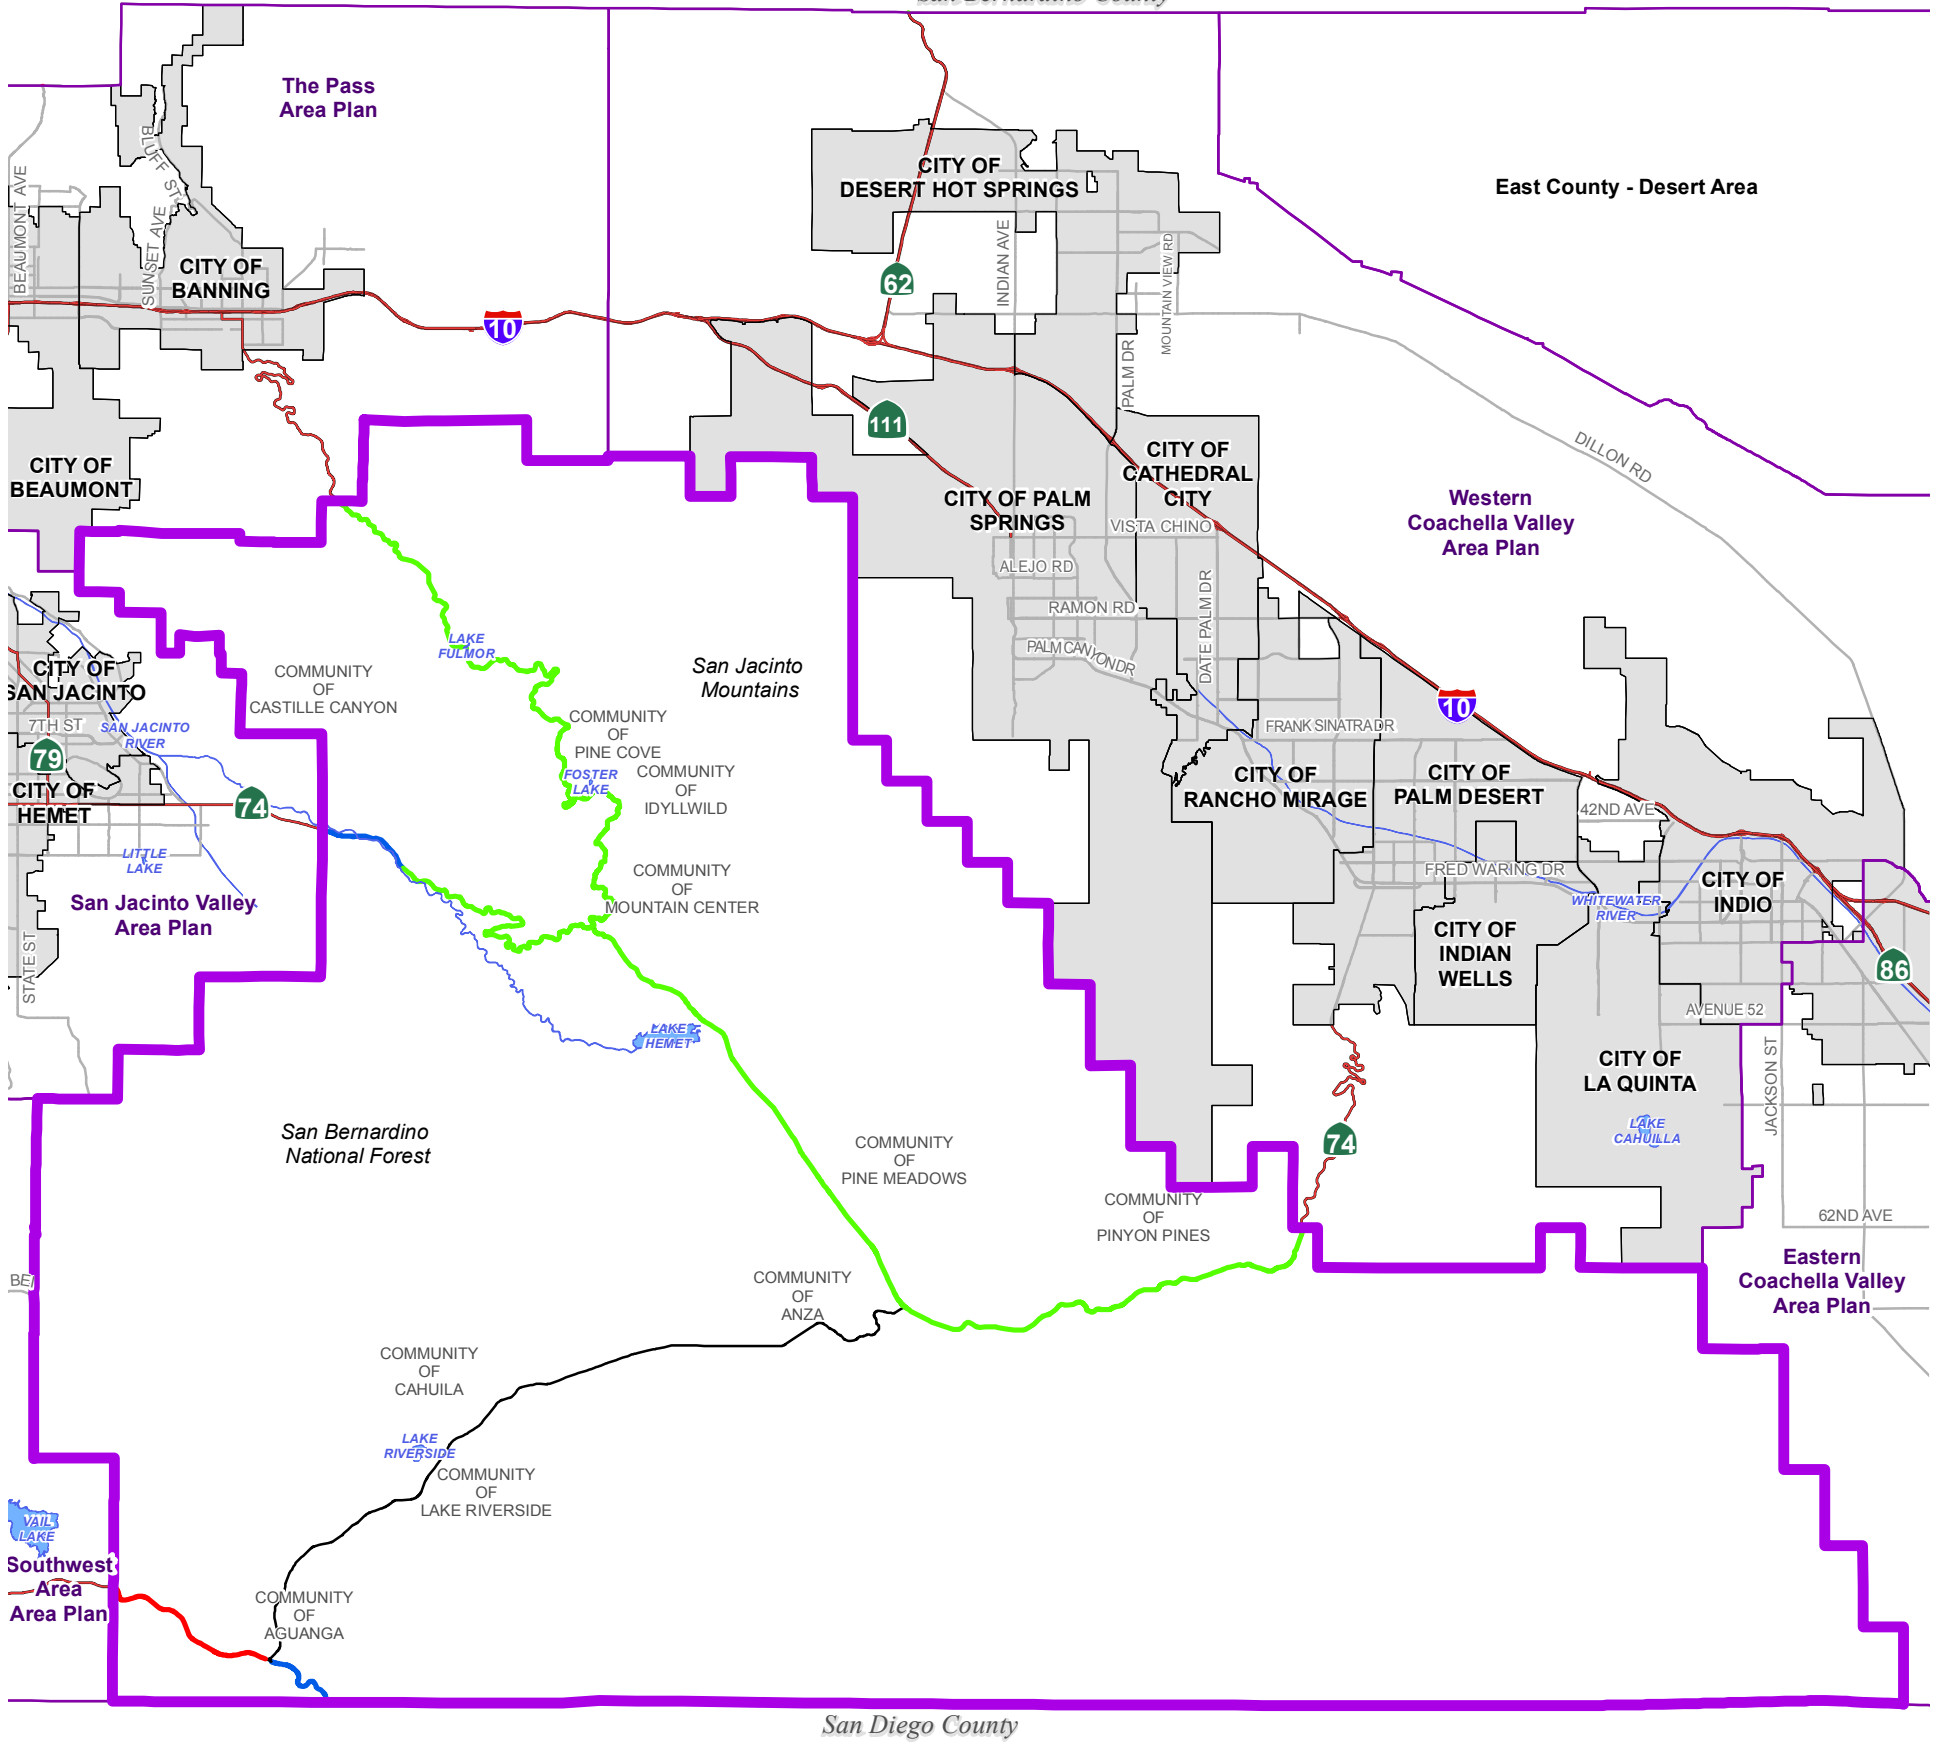 San Bernardino County
The Pass
Area Plan
BLUFF ST
BEAUMONT AVE
SUNSET AVE
CITY OF
BANNING
10
CITY OF
DESERT HOT SPRINGS
62
INDIAN AVE
MOUNTAIN VIEW RD
PALM DR
East County - Desert Area
DILLON RD
111
CITY OF
BEAUMONT
CITY OF PALM
SPRINGS
CITY OF
CATHEDRAL
CITY
VISTA CHINO
ALEJO RD
RAMON RD
PALM CANYON DR
DATE PALM DR
Western
Coachella Valley
Area Plan
LAKE
FULMOR
San Jacinto
Mountains
COMMUNITY
OF
CASTILLE CANYON
CITY OF
SAN JACINTO
7TH ST
SAN JACINTO
RIVER
79
CITY OF
HEMET
74
LITTLE
LAKE
San Jacinto Valley
Area Plan
STATE ST
COMMUNITY
OF
PINE COVE
FOSTER
LAKE
COMMUNITY
OF
IDYLLWILD
COMMUNITY
OF
MOUNTAIN CENTER
LAKE
HEMET
10
FRANK SINATRA DR
CITY OF
RANCHO MIRAGE
CITY OF
PALM DESERT
42ND AVE
FRED WARING DR
WHITEWATER
RIVER
CITY OF
INDIO
CITY OF
INDIAN
WELLS
86
AVENUE 52
CITY OF
LA QUINTA
JACKSON ST
LAKE
CAHUILLA
74
San Bernardino
National Forest
COMMUNITY
OF
PINE MEADOWS
COMMUNITY
OF
PINYON PINES
62ND AVE
Eastern
Coachella Valley
Area Plan
BEI
COMMUNITY
OF
ANZA
COMMUNITY
OF
CAHUILA
LAKE
RIVERSIDE
COMMUNITY
OF
LAKE RIVERSIDE
VAIL
LAKE
Southwest
Area
Area Plan
COMMUNITY
OF
AGUANGA
San Diego County